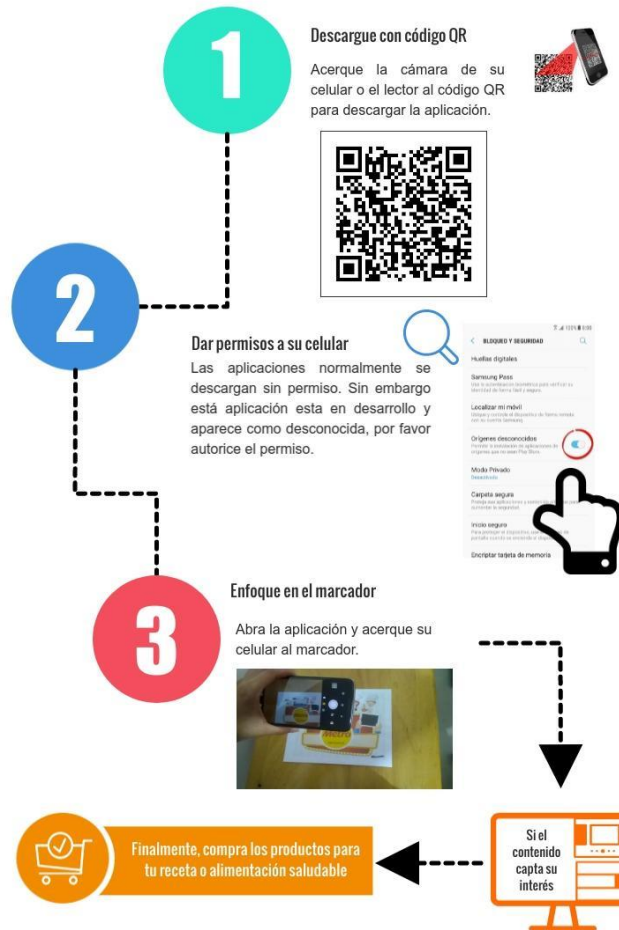 1
Descargue con código QR
Acerque la cámara de su
celular o el lector al código QR
para descargar la aplicación.
2
Dar permisos a su celular
Las aplicaciones normalmente se
descargan sin permiso. Sin embargo
está aplicación esta en desarrollo y
aparece como desconocida, por favor
autorice el permiso.
BLOQUEO Y SEGURIDAD
Huellas digitales
Samsung Pass
Localizar mi móvil
Orígenes desconocidos
Modo Privado
Desactivado
Carpeta segura
Inicio seguro
Encriptar tarjeta de memoria
3
Enfoque en el marcador
Abra la aplicación y acerque su
celular al marcador.
Metro
Si el
contenido
capta su
interés
Finalmente, compra los productos para
tu receta o alimentación saludable